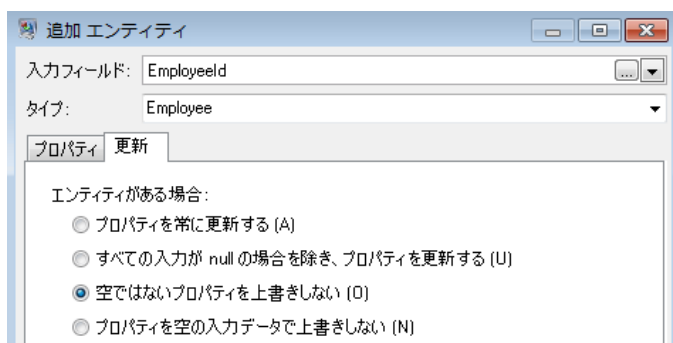 追加 エンティティ
入力フィールド: EmployeeId ...
タイプ: Employee
プロパティ 更新
エンティティがある場合:
プロパティを常に更新する (A)
すべての入力が null の場合を除き、プロパティを更新する (U)
空ではないプロパティを上書きしない (O)
プロパティを空の入力データで上書きしない (N)